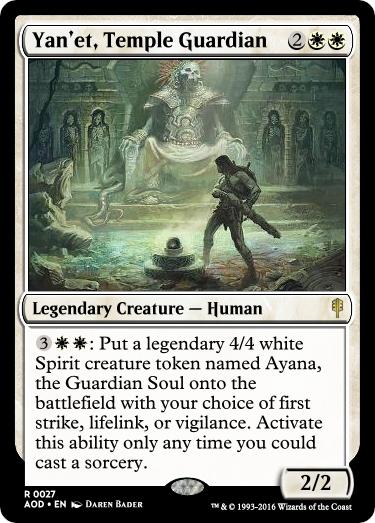 Yan'et, Temple Guardian 2
Legendary Creature — Human
3 : Put a legendary 4/4 white
Spirit creature token named Ayana,
the Guardian Soul onto the
battlefield with your choice of first
strike, lifelink, or vigilance. Activate
this ability only any time you could
cast a sorcery.
2/2
R 0027
AOD • EN Daren Bader
™ & © 1993-2016 Wizards of the Coast